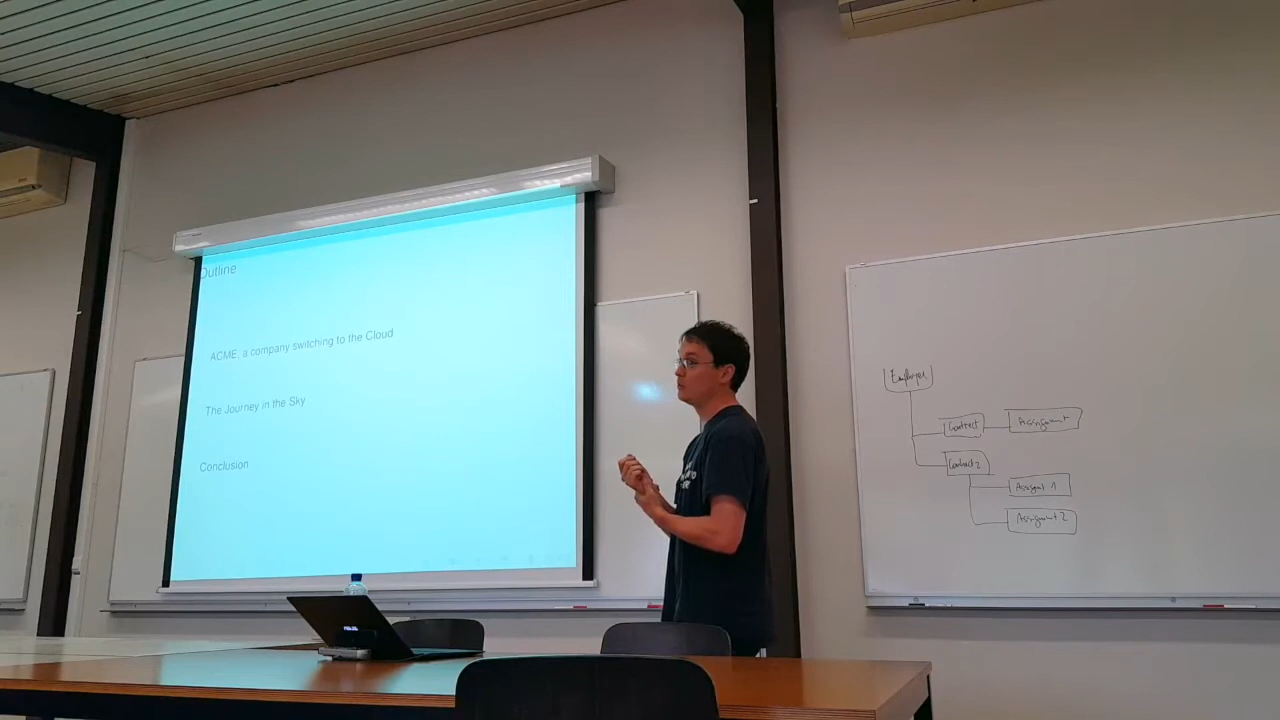 Outline
ACME, a company switching to the Cloud
The Journey in the Sky
Conclusion
Employee
Contract
Assignment
Contract 2
Assignt 1
Assignment 2